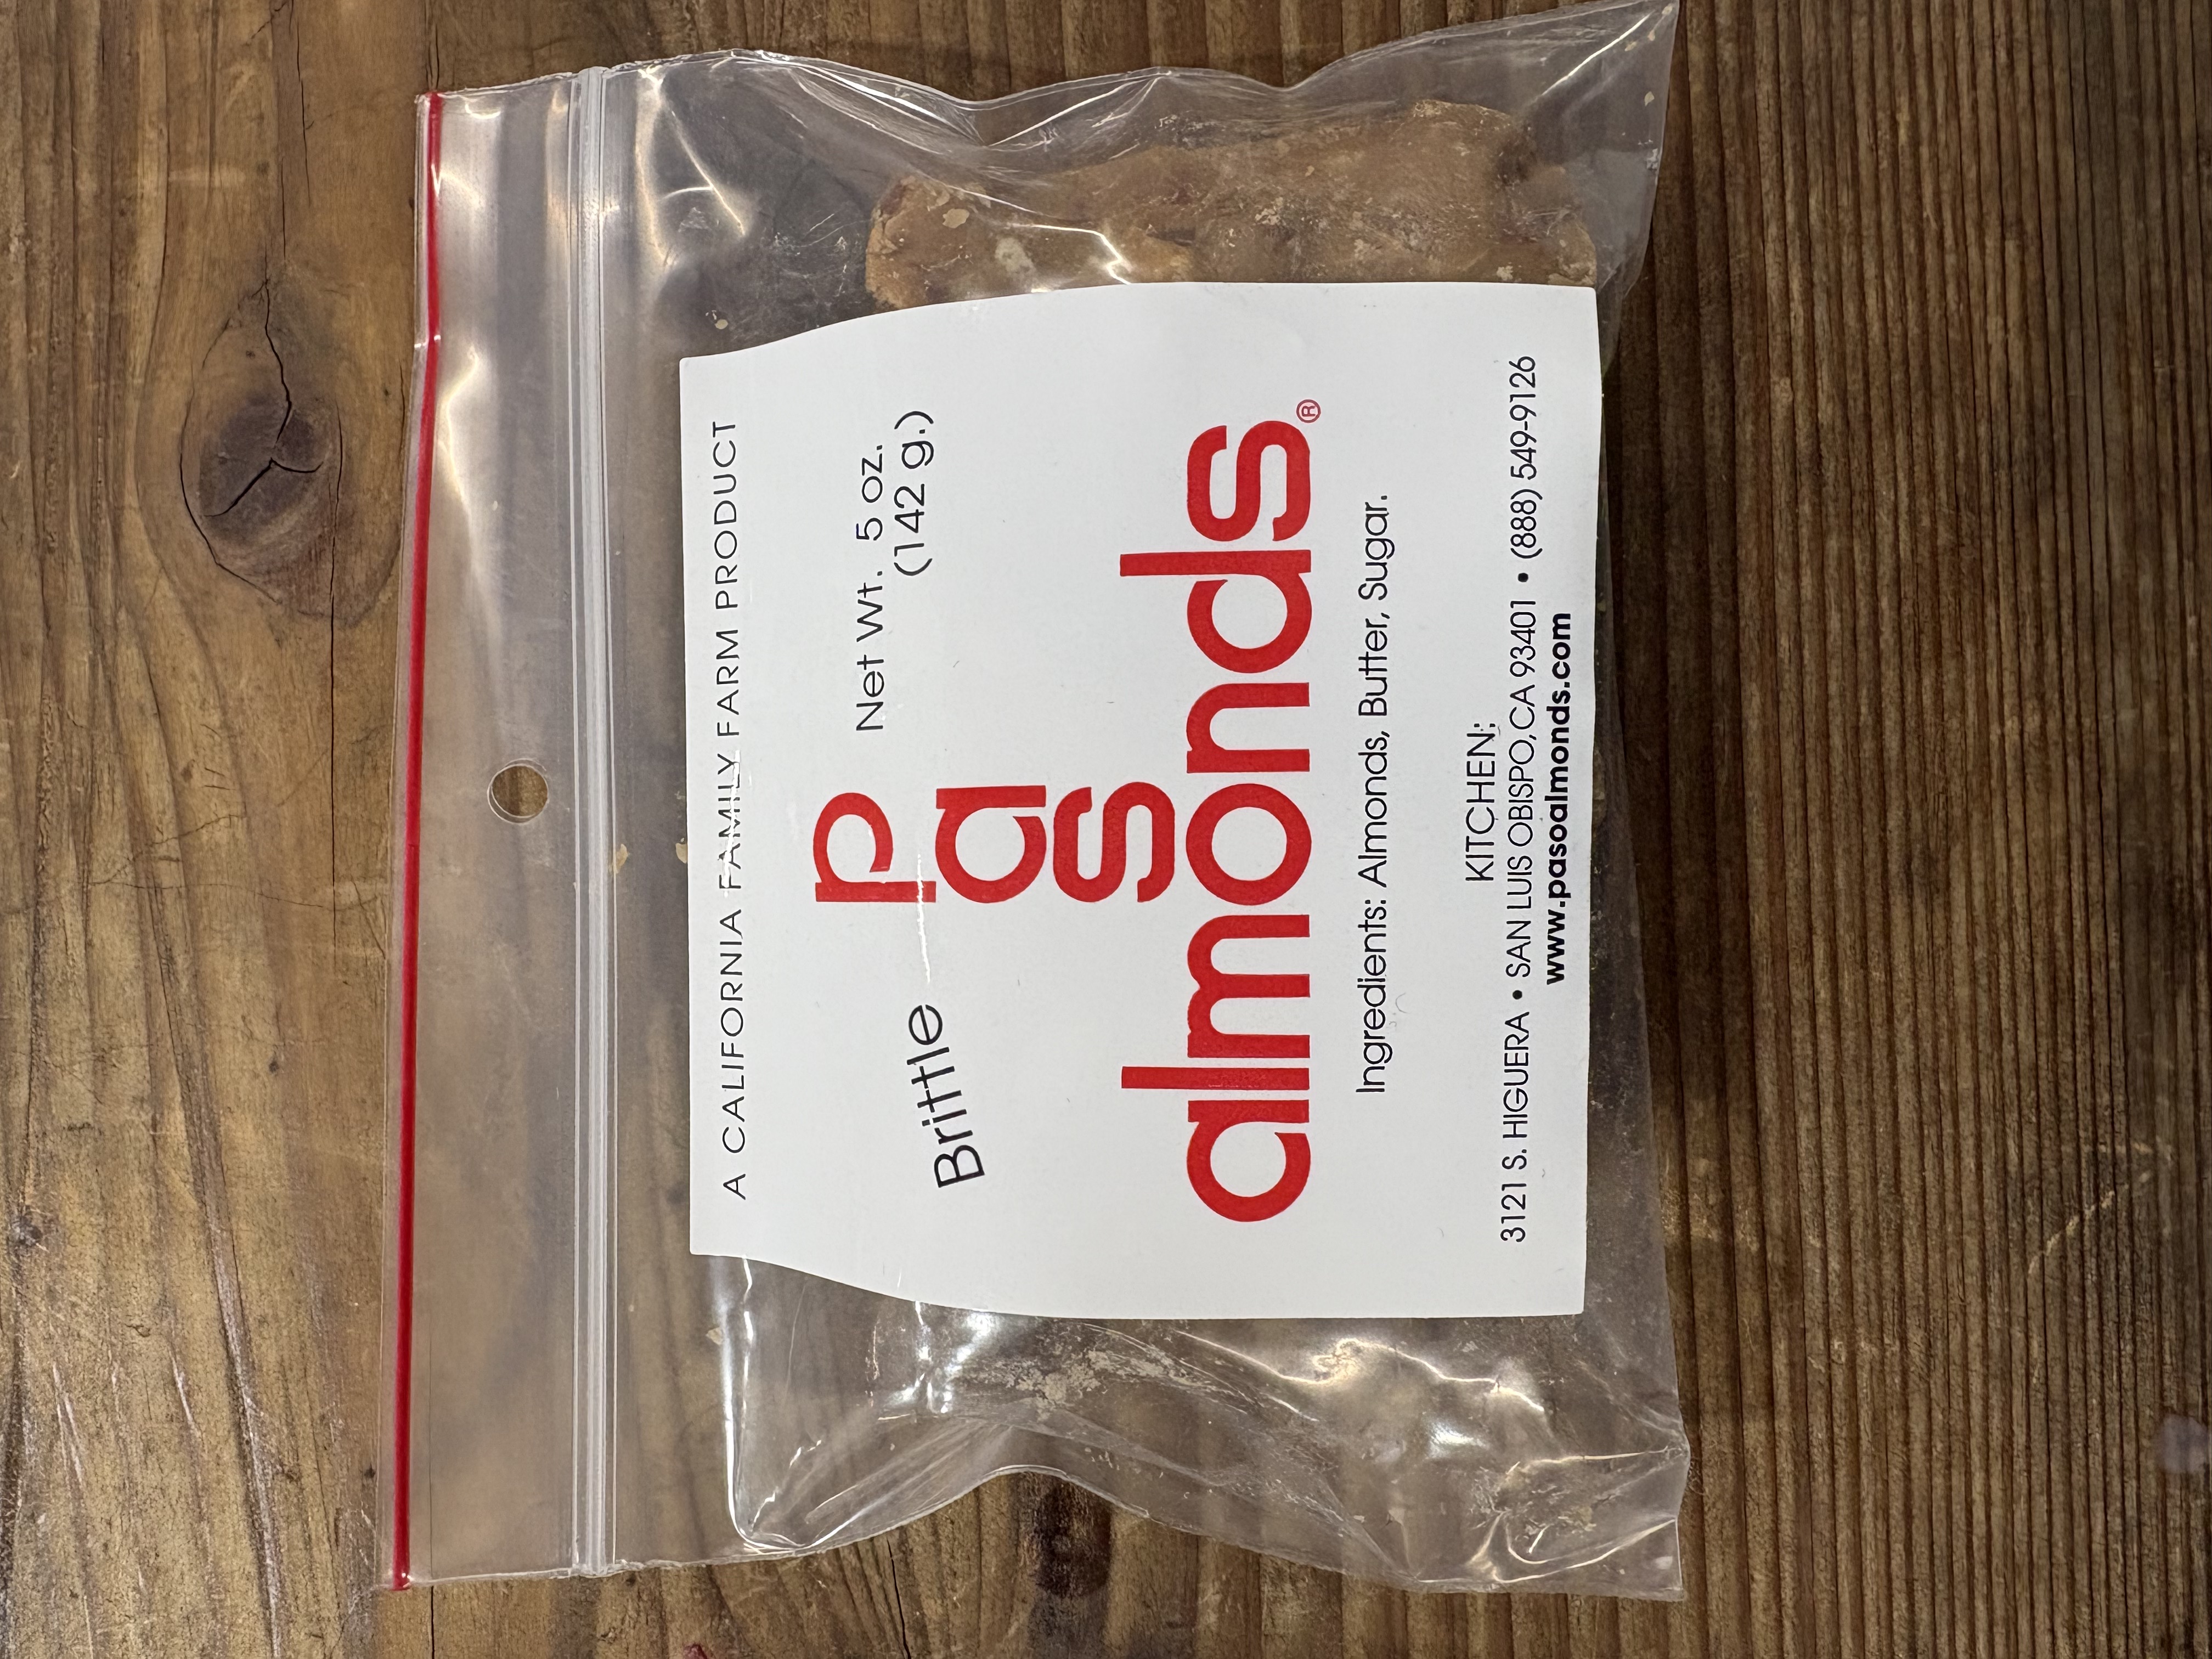 A CALIFORNIA FAMILY FARM PRODUCT
Brittle
Net Wt. 5 oz.
(142 g.)
paso
almonds®
Ingredients: Almonds, Butter, Sugar.
KITCHEN:
3121 S. HIGUERA • SAN LUIS OBISPO, CA 93401 • (888) 549-9126
www.pasoalmonds.com